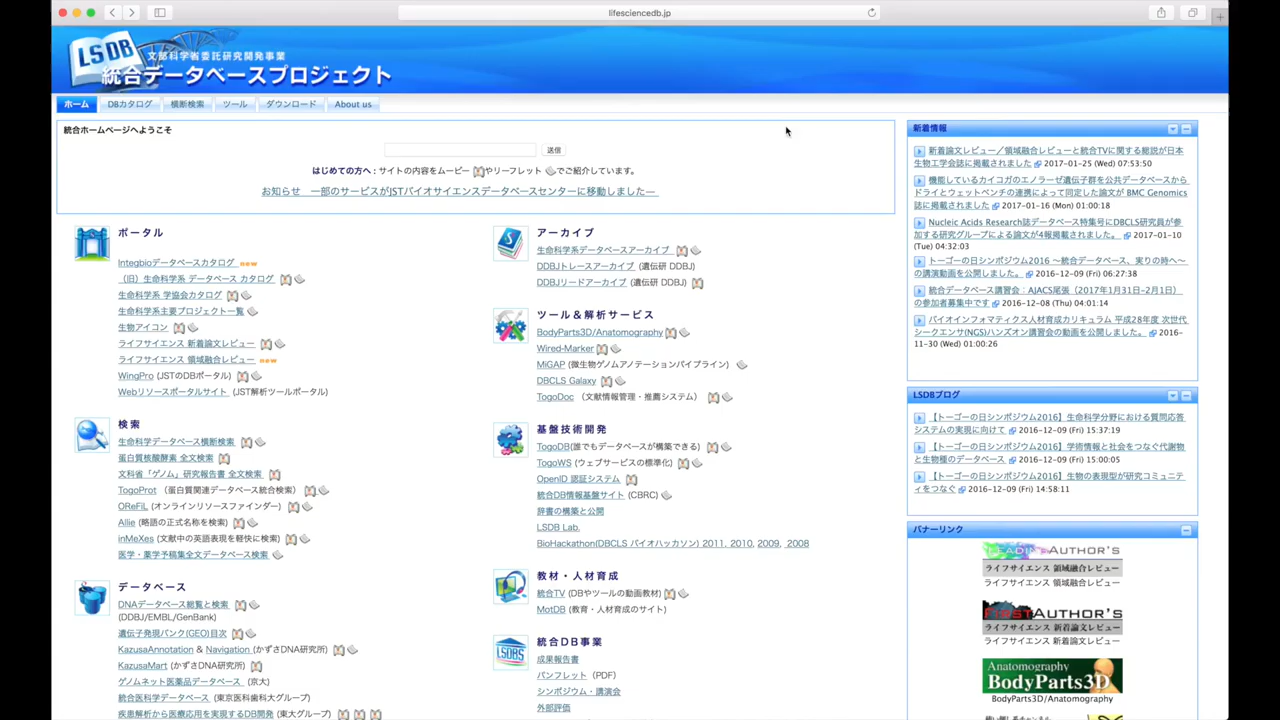 lifesciencedb.jp
LSDB
文部科学省委託研究開発事業
統合データベースプロジェクト
ホーム DBカタログ 横断検索 ツール ダウンロード About us
統合ホームページへようこそ
送信
はじめての方へ : サイトの内容をムービー やリーフレット でご紹介しています。
お知らせ 一部のサービスがJSTバイオサイエンスデータベースセンターに移動しました—
ポータル
Integbioデータベースカタログ new
（旧）生命科学系 データベース カタログ
生命科学系 学協会カタログ
生命科学系主要プロジェクト一覧
生物アイコン
ライフサイエンス 新着論文レビュー
ライフサイエンス 領域融合レビュー new
WingPro (JSTのDBポータル)
Webリソースポータルサイト (JST解析ツールポータル)
検索
生命科学データベース横断検索
蛋白質核酸酵素 全文検索
文科省「ゲノム」研究報告書 全文検索
TogoProt （蛋白質関連データベース統合検索）
OReFiL (オンラインリソースファインダー)
Allie (略語の正式名称を検索)
inMeXes (文献中の英語表現を軽快に検索)
医学・薬学予稿集全文データベース検索
データベース
DNAデータベース総覧と検索
(DDBJ/EMBL/GenBank)
遺伝子発現バンク(GEO)目次
KazusaAnnotation & Navigation (かずさDNA研究所)
KazusaMart (かずさDNA研究所)
ゲノムネット医薬品データベース (京大)
統合医科学データベース (東京医科歯科大グループ)
疾患解析から医療応用を実現するDB開発 (東大グループ)
アーカイブ
生命科学系データベースアーカイブ
DDBJトレースアーカイブ (遺伝研 DDBJ)
DDBJリードアーカイブ (遺伝研 DDBJ)
ツール＆解析サービス
BodyParts3D/Anatomography
Wired-Marker
MiGAP (微生物ゲノムアノテーションパイプライン)
DBCLS Galaxy
TogoDoc （文献情報管理・推薦システム）
基盤技術開発
TogoDB(誰でもデータベースが構築できる)
TogoWS (ウェブサービスの標準化)
OpenID 認証システム
統合DB情報基盤サイト (CBRC)
辞書の構築と公開
LSDB Lab.
BioHackathon(DBCLS バイオハッカソン) 2011, 2010, 2009, 2008
教材・人材育成
統合TV (DBやツールの動画教材)
MotDB (教育・人材育成のサイト)
LSDBS
統合DB事業
成果報告書
パンフレット （PDF）
シンポジウム・講演会
外部評価
新着情報
新着論文レビュー／領域融合レビューと統合TVに関する解説が日本
生物工学会誌に掲載されました 2017-01-25 (Wed) 07:53:50
機能しているカイコガのエノラーゼ遺伝子群を公共データベースから
ドライとウェットベンチの連携によって同定した論文が BMC Genomics
誌に掲載されました 2017-01-16 (Mon) 01:00:18
Nucleic Acids Research誌データベース特集号にDBCLS研究員が参
加する研究グループによる論文が4報掲載されました。 2017-01-10
(Tue) 04:32:03
トーゴーの日シンポジウム2016 〜統合データベース、実りの時へ〜
の講演動画を公開しました。 2016-12-09 (Fri) 06:27:38
統合データベース講習会：AJACS尾張（2017年1月31日-2月1日）
の参加者募集中です 2016-12-08 (Thu) 04:01:14
バイオインフォマティクス人材育成カリキュラム 平成28年度 次世代
シークエンサ(NGS)ハンズオン講習会の動画を公開しました。 2016-
11-30 (Wed) 01:00:26
LSDBブログ
【トーゴーの日シンポジウム2016】生命科学分野における質問応答
システムの実現に向けて 2016-12-09 (Fri) 15:37:19
【トーゴーの日シンポジウム2016】学術情報と社会をつなぐ代謝物
と生物種のデータベース 2016-12-09 (Fri) 15:00:05
【トーゴーの日シンポジウム2016】生物の表現型が研究コミュニテ
ィをつなぐ 2016-12-09 (Fri) 14:58:11
バナーリンク
LEADING AUTHOR'S
ライフサイエンス 領域融合レビュー
ライフサイエンス 領域融合レビュー
FIRST AUTHOR'S
ライフサイエンス 新着論文レビュー
ライフサイエンス 新着論文レビュー
Anatomography
BodyParts3D
BodyParts3D/Anatomography